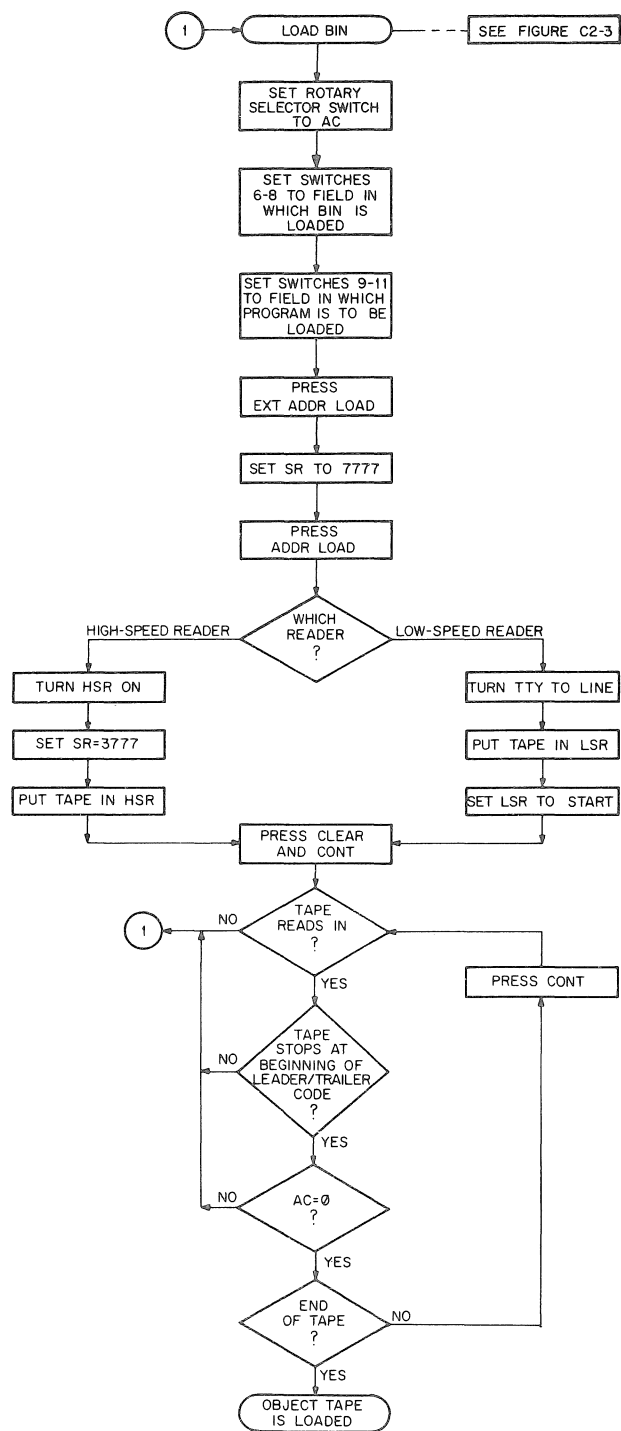 1
LOAD BIN
SEE FIGURE C2-3
SET ROTARY
SELECTOR SWITCH
TO AC
SET SWITCHES
6-8 TO FIELD IN
WHICH BIN IS
LOADED
SET SWITCHES 9-11
TO FIELD IN WHICH
PROGRAM IS TO BE
LOADED
PRESS
EXT ADDR LOAD
SET SR TO 7777
PRESS
ADDR LOAD
WHICH
READER
?
HIGH-SPEED READER
LOW-SPEED READER
TURN HSR ON
SET SR=3777
PUT TAPE IN HSR
TURN TTY TO LINE
PUT TAPE IN LSR
SET LSR TO START
PRESS CLEAR
AND CONT
TAPE
READS IN
?
NO
1
YES
PRESS CONT
TAPE
STOPS AT
BEGINNING OF
LEADER/TRAILER
CODE
?
NO
YES
AC=Ø
?
NO
YES
END
OF TAPE
?
NO
YES
OBJECT TAPE
IS LOADED